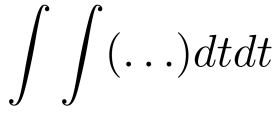 ∫ ∫ (...)dtdt